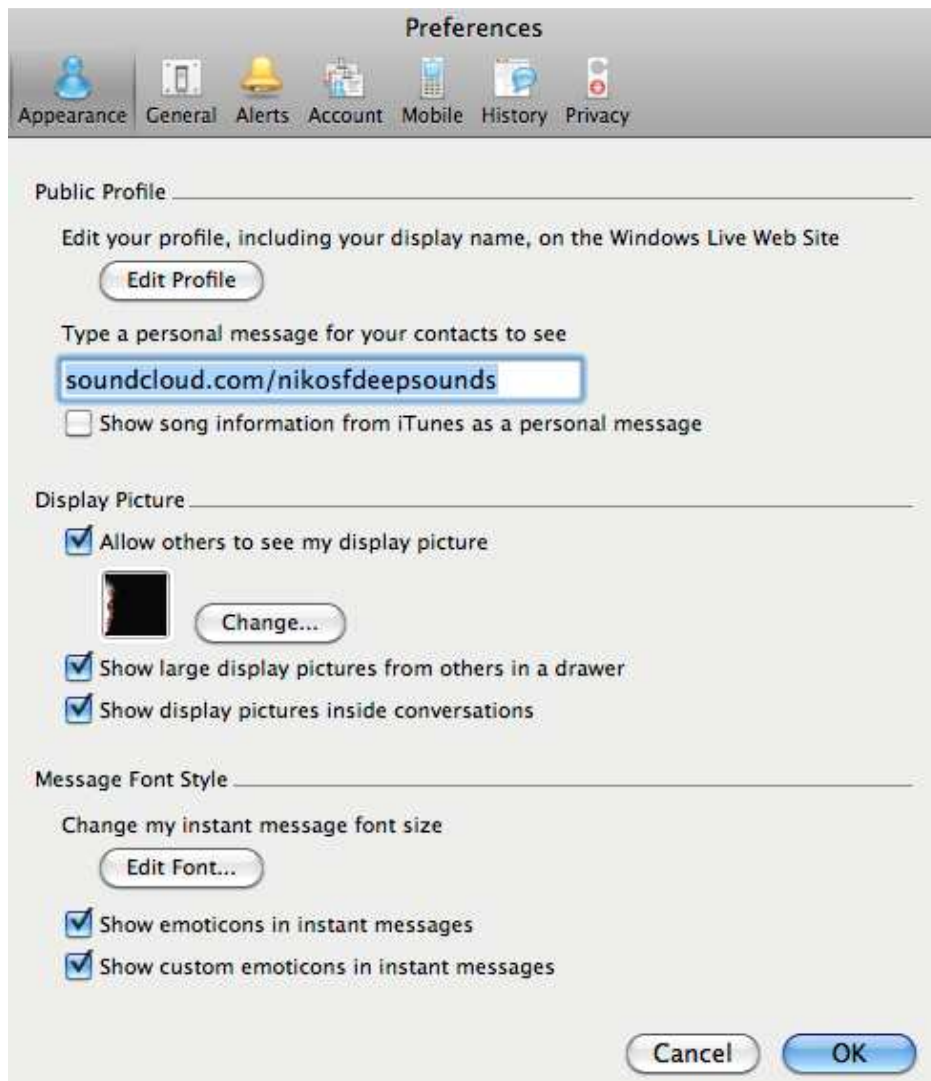 Preferences
Appearance General Alerts Account Mobile History Privacy
Public Profile
Edit your profile, including your display name, on the Windows Live Web Site
Edit Profile
Type a personal message for your contacts to see
soundcloud.com/nikosfdeepsounds
Show song information from iTunes as a personal message
Display Picture
Allow others to see my display picture
Change...
Show large display pictures from others in a drawer
Show display pictures inside conversations
Message Font Style
Change my instant message font size
Edit Font...
Show emoticons in instant messages
Show custom emoticons in instant messages
Cancel OK